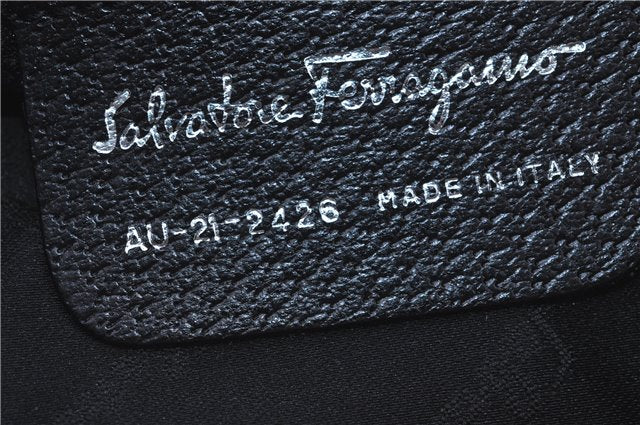 Salvatore Ferragamo
AU-21-2426 MADE IN ITALY